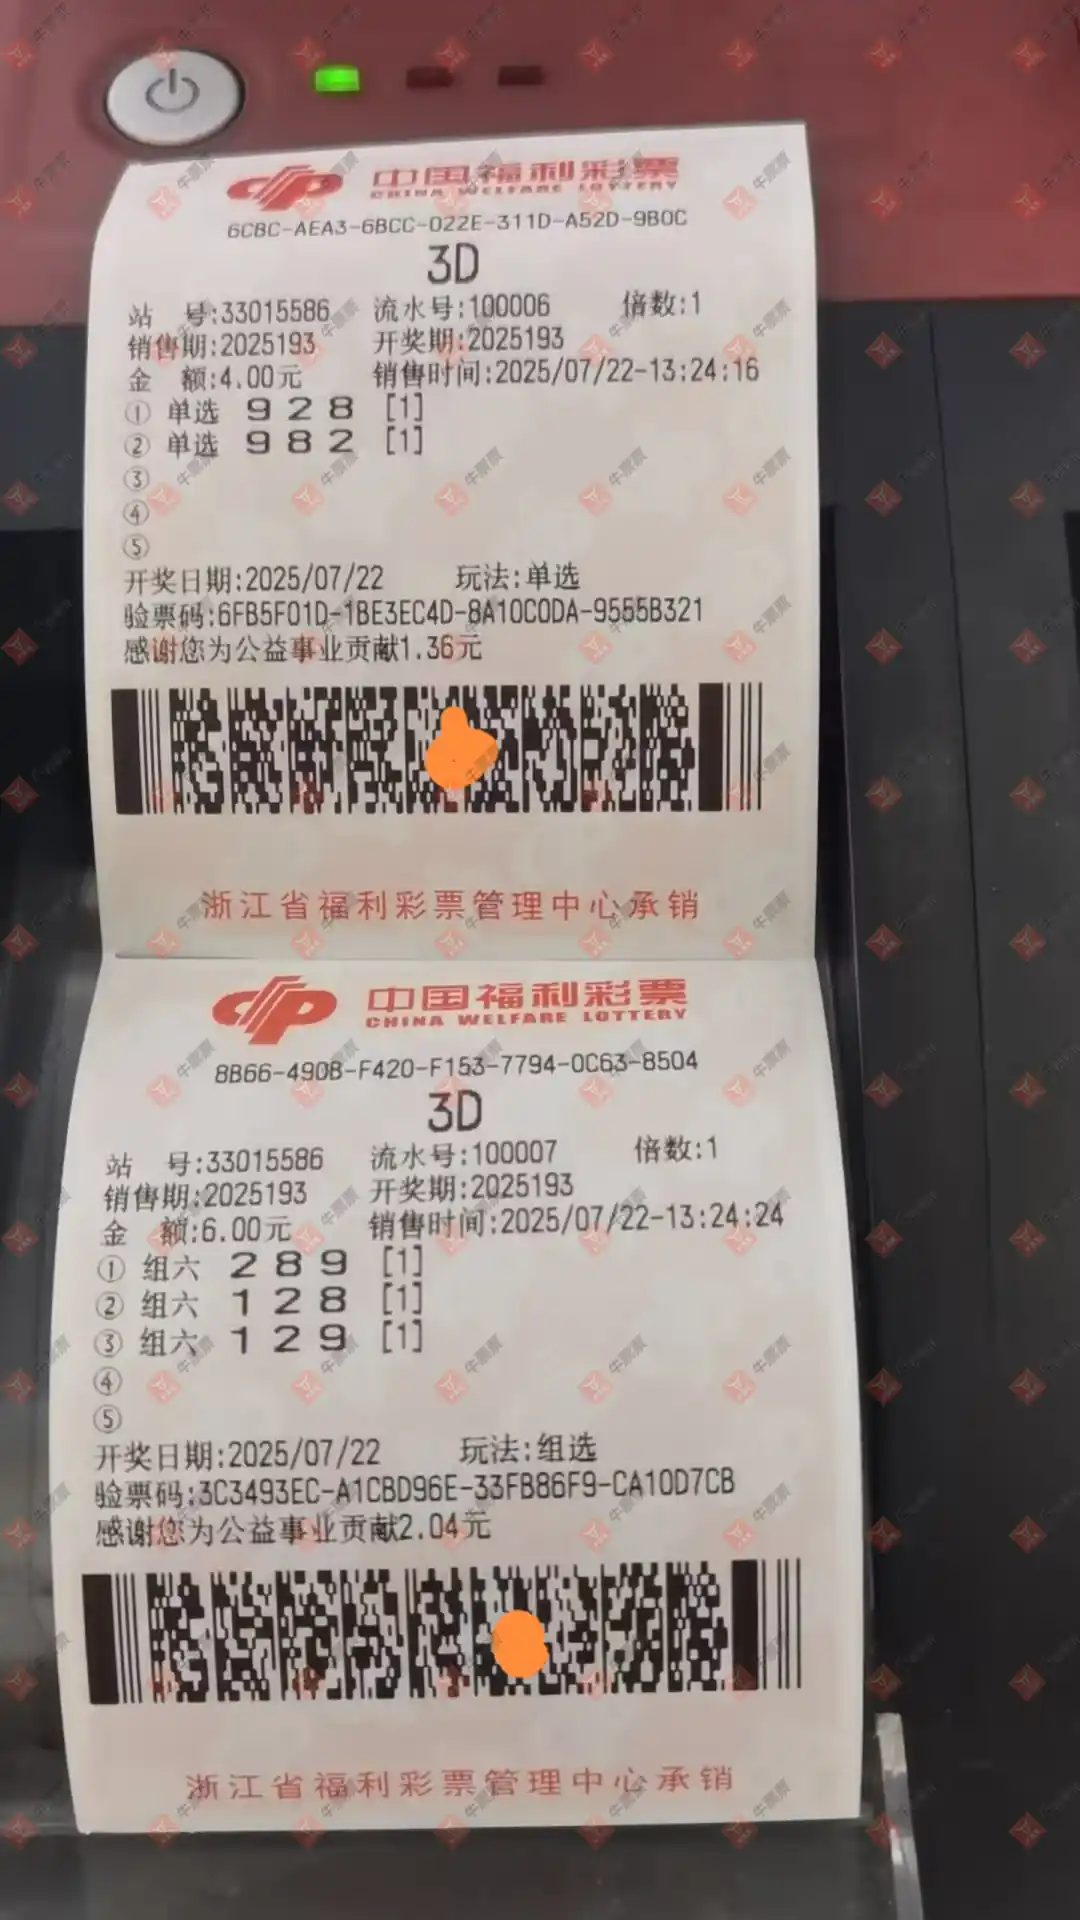 中国福利彩票
CHINA WELFARE LOTTERY
6CBC-AEA3-6BCC-022E-311D-A52D-9B0C
3D
站 号:33015586 流水号:100006 倍数:1
销售期:2025193 开奖期:2025193
金 额:4.00元 销售时间:2025/07/22-13:24:16
① 单选 9 2 8 [1]
② 单选 9 8 2 [1]
③
④
⑤
开奖日期:2025/07/22 玩法:单选
验票码:6FB5F01D-1BE3EC4D-8A10C0DA-9555B321
感谢您为公益事业贡献1.36元
浙江省福利彩票管理中心承销
中国福利彩票
CHINA WELFARE LOTTERY
8B66-490B-F420-F153-7794-0C63-8504
3D
站 号:33015586 流水号:100007 倍数:1
销售期:2025193 开奖期:2025193
金 额:6.00元 销售时间:2025/07/22-13:24:24
① 组六 2 8 9 [1]
② 组六 1 2 8 [1]
③ 组六 1 2 9 [1]
④
⑤
开奖日期:2025/07/22 玩法:组选
验票码:3C3493EC-A1CBD96E-33FB86F9-CA10D7CB
感谢您为公益事业贡献2.04元
浙江省福利彩票管理中心承销